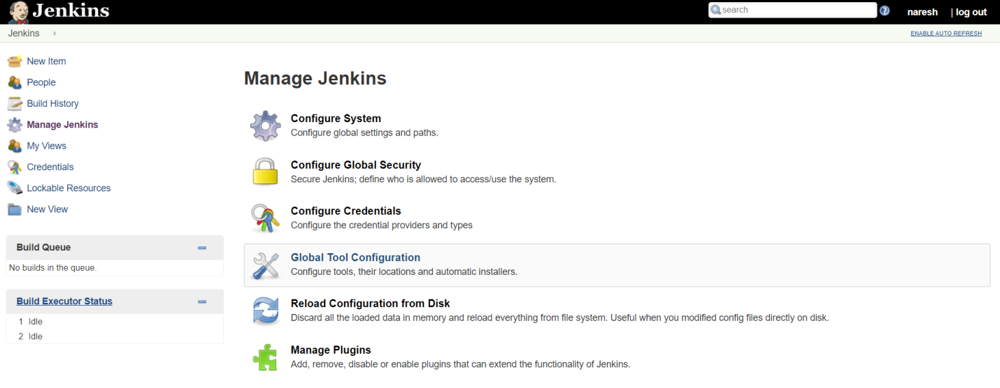 Jenkins
search
naresh
| log out
Jenkins
ENABLE AUTO REFRESH
New Item
People
Build History
Manage Jenkins
My Views
Credentials
Lockable Resources
New View
Build Queue
No builds in the queue.
Build Executor Status
1 Idle
2 Idle
Manage Jenkins
Configure System
Configure global settings and paths.
Configure Global Security
Secure Jenkins; define who is allowed to access/use the system.
Configure Credentials
Configure the credential providers and types
Global Tool Configuration
Configure tools, their locations and automatic installers.
Reload Configuration from Disk
Discard all the loaded data in memory and reload everything from file system. Useful when you modified config files directly on disk.
Manage Plugins
Add, remove, disable or enable plugins that can extend the functionality of Jenkins.